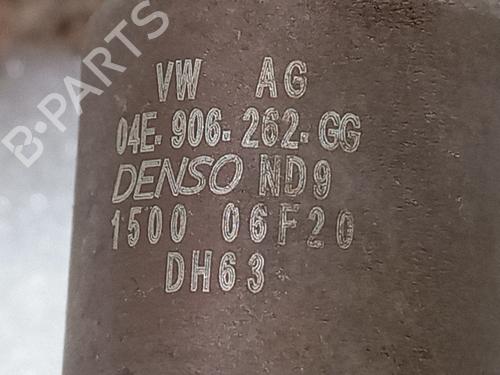 B-PARTS
VW AG
04E-906-262-GG
DENSO ND9
1500 06F20
DH63